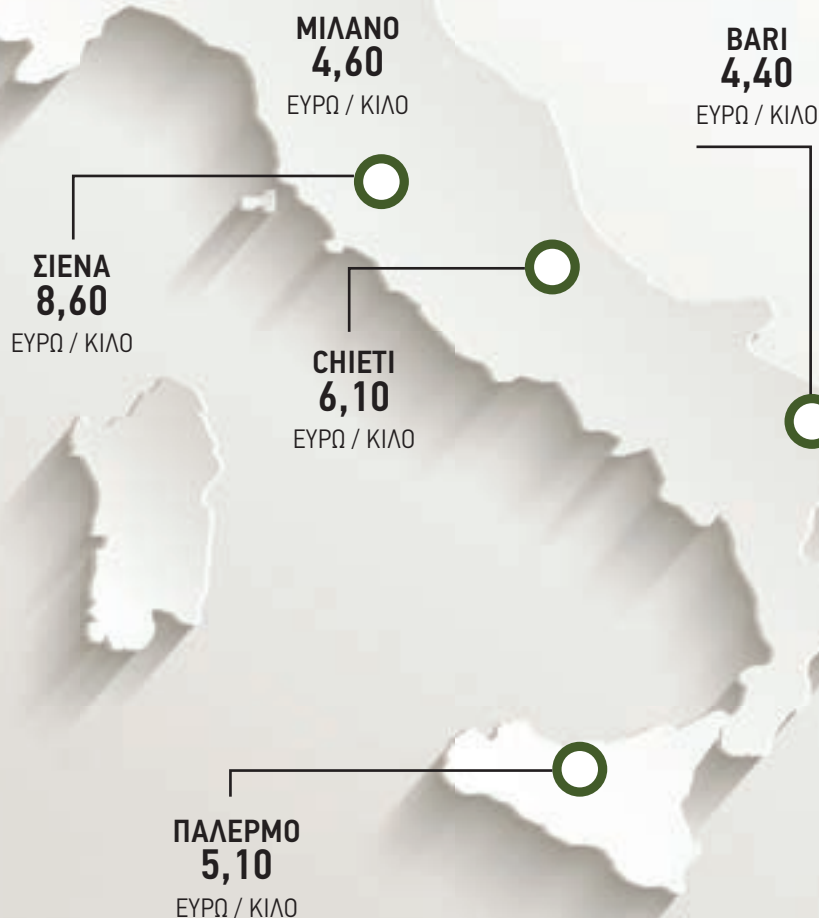 ΜΙΛΑΝΟ
4,60
ΕΥΡΩ / ΚΙΛΟ
BARI
4,40
ΕΥΡΩ / ΚΙΛΟ
ΣΙΕΝΑ
8,60
ΕΥΡΩ / ΚΙΛΟ
CHIETI
6,10
ΕΥΡΩ / ΚΙΛΟ
ΠΑΛΕΡΜΟ
5,10
ΕΥΡΩ / ΚΙΛΟ